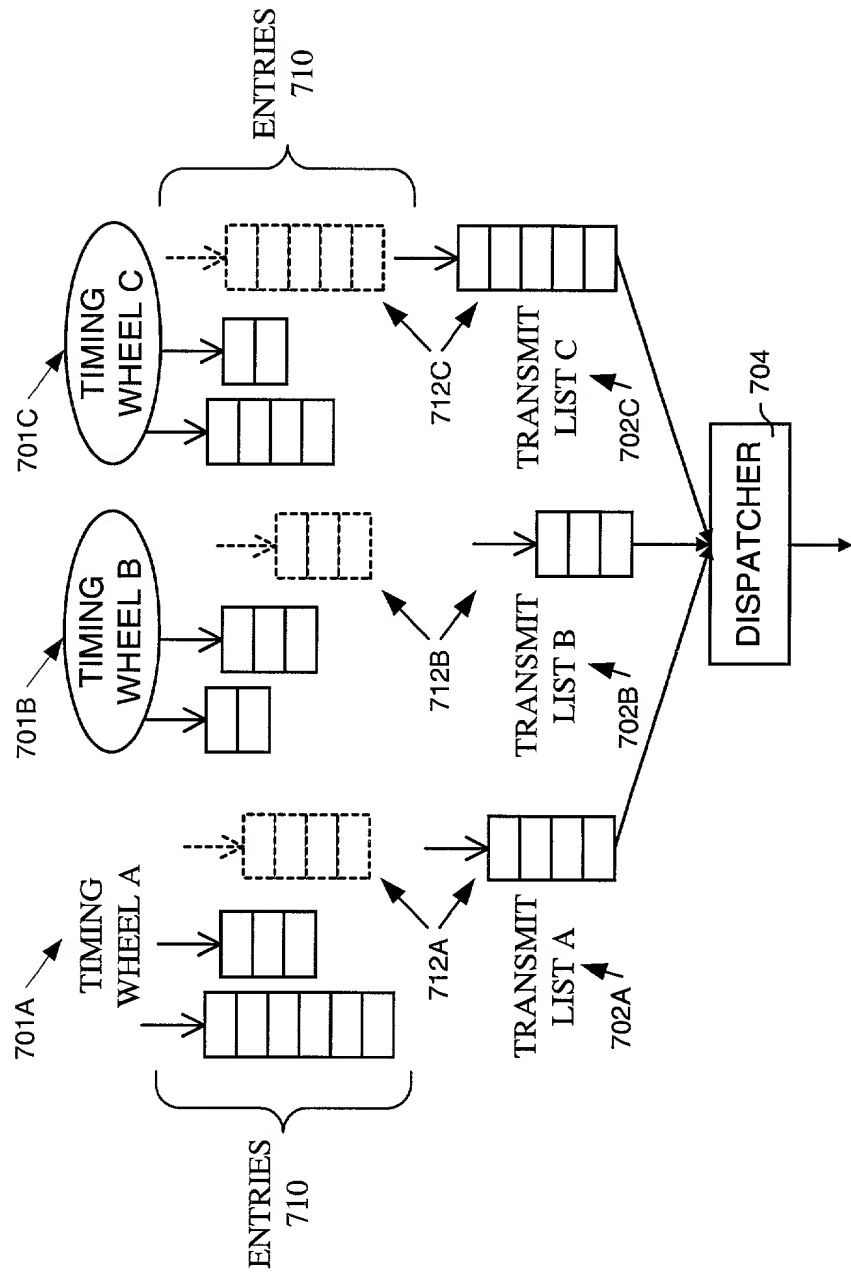 701A
701B
701C
TIMING
WHEEL A
TIMING
WHEEL B
TIMING
WHEEL C
ENTRIES
710
ENTRIES
710
712A
712B
712C
TRANSMIT
LIST A
TRANSMIT
LIST B
TRANSMIT
LIST C
702A
702B
702C
704
DISPATCHER